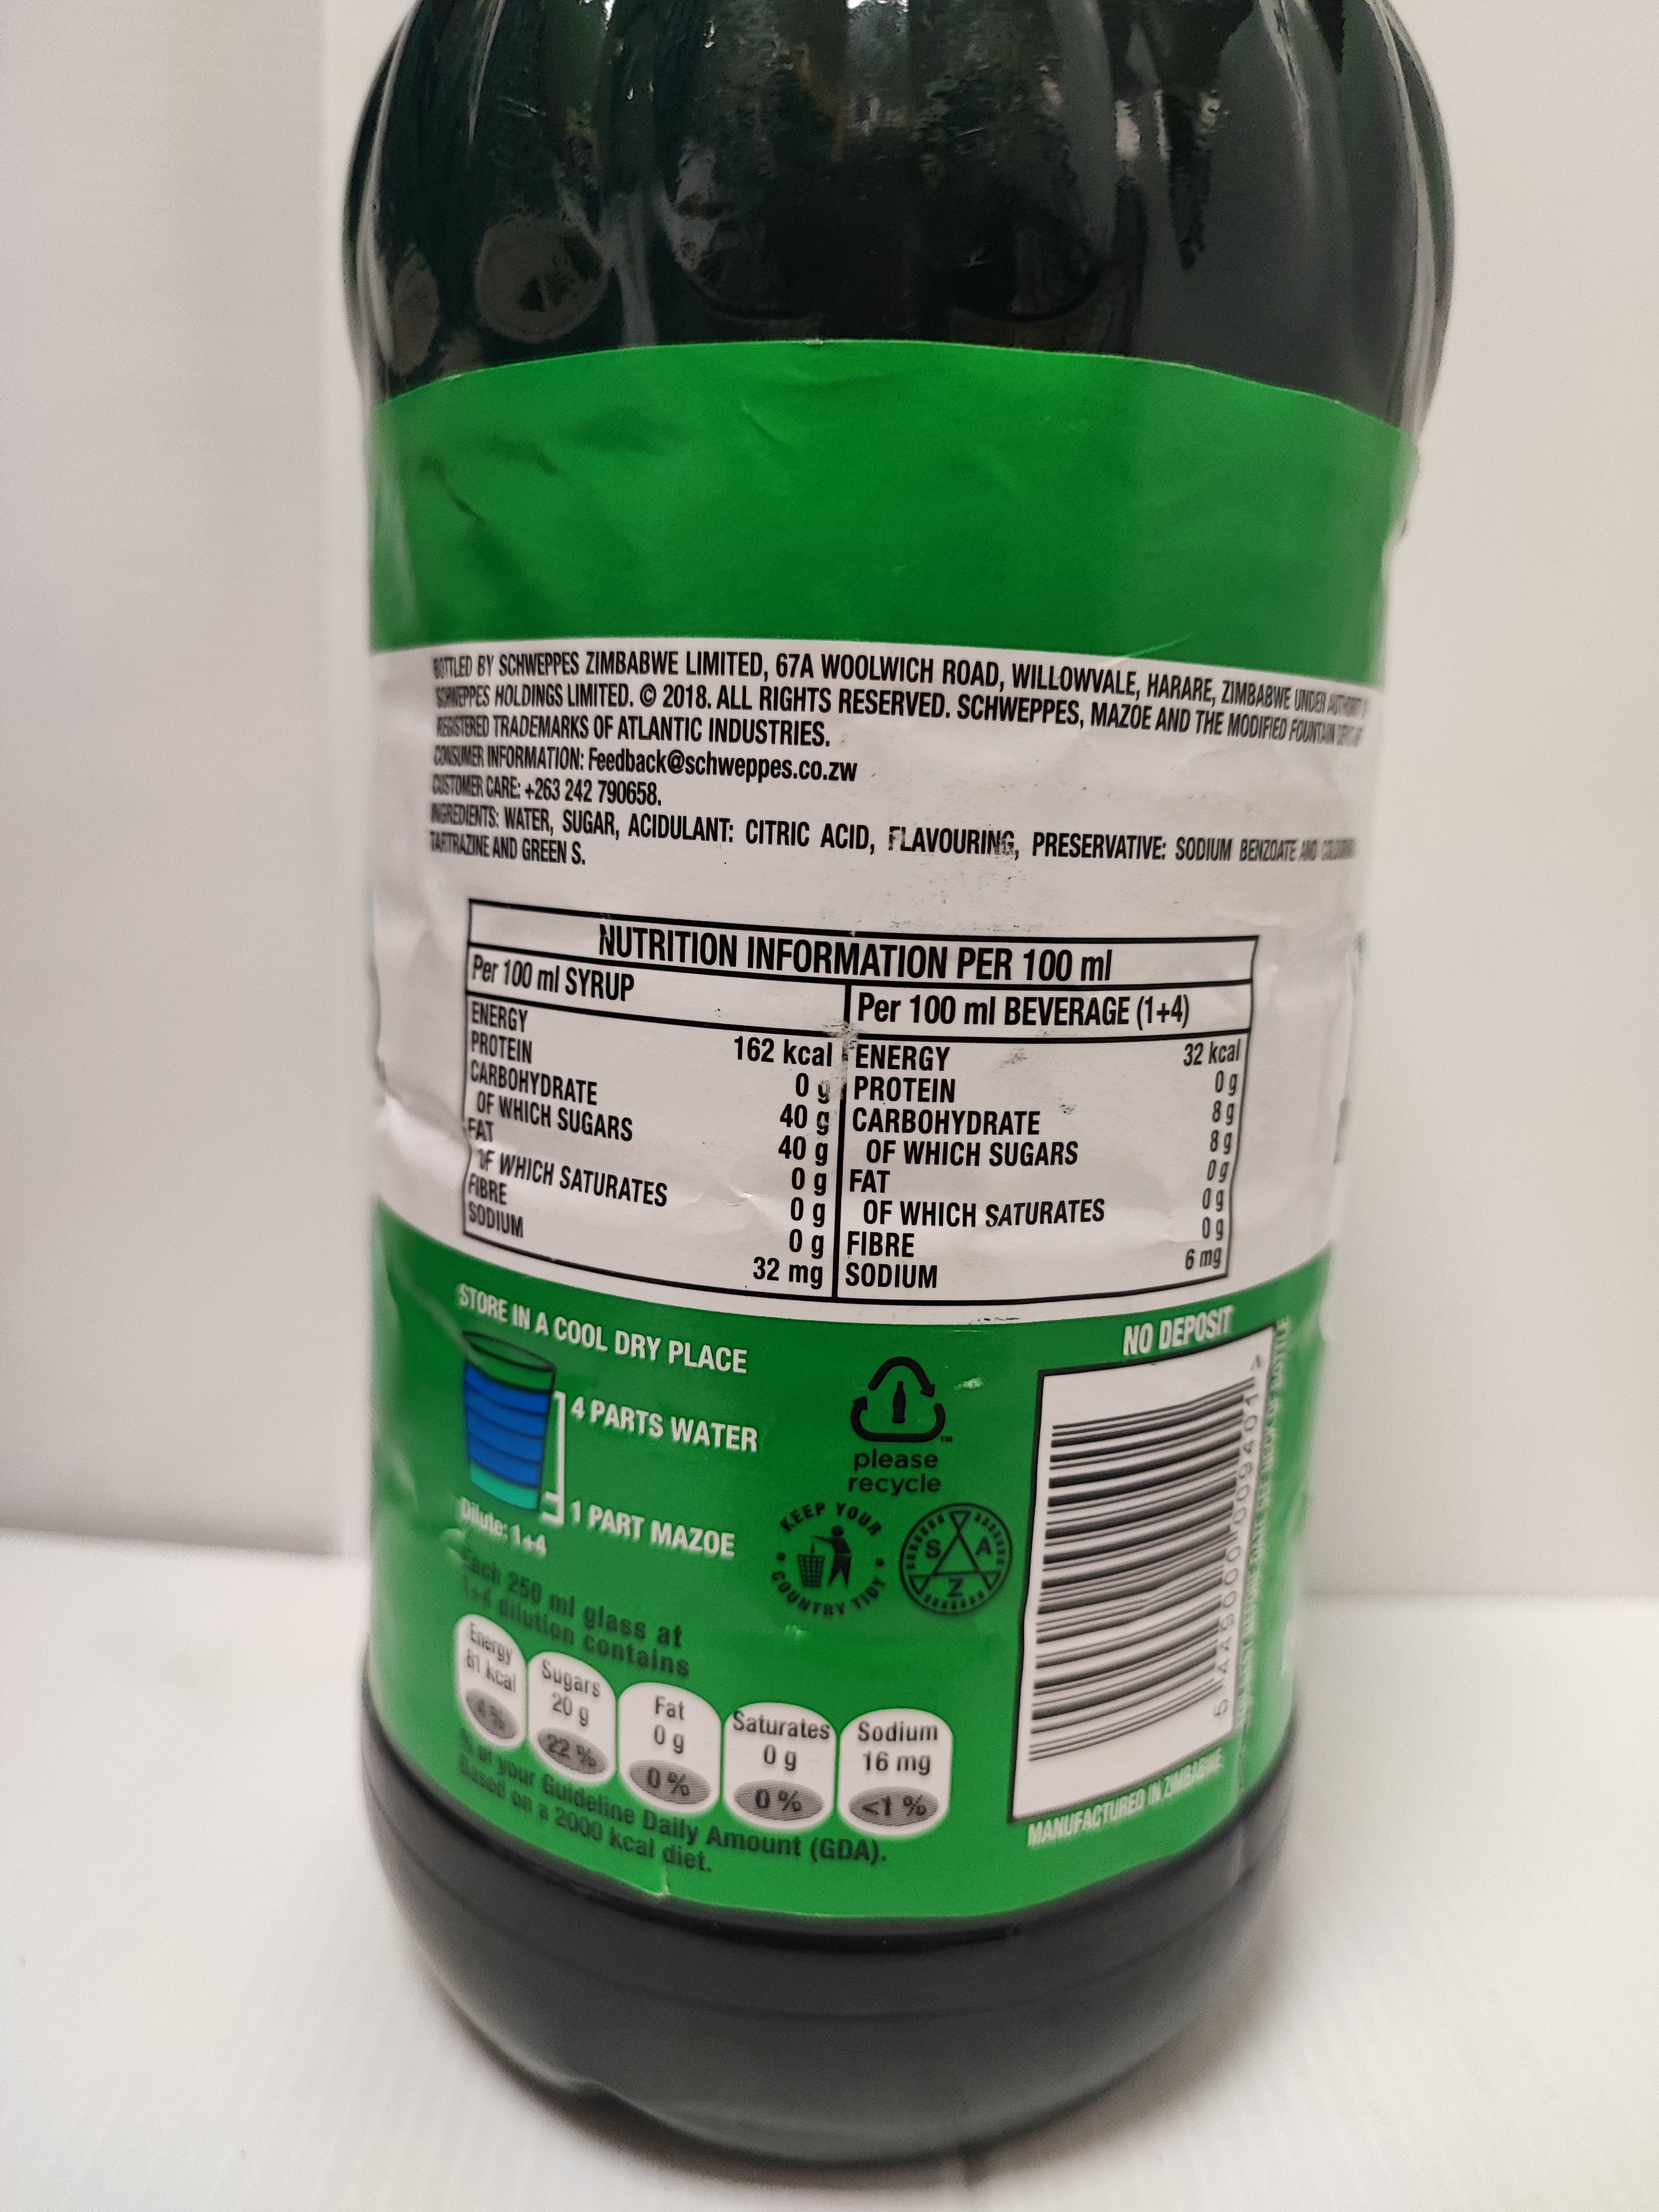 BOTTLED BY SCHWEPPES ZIMBABWE LIMITED, 67A WOOLWICH ROAD, WILLOWVALE, HARARE, ZIMBABWE UNDER AUTHORITY
SCHWEPPES HOLDINGS LIMITED. © 2018. ALL RIGHTS RESERVED. SCHWEPPES, MAZOE AND THE MODIFIED FOUNTAIN
REGISTERED TRADEMARKS OF ATLANTIC INDUSTRIES.
CONSUMER INFORMATION: Feedback@schweppes.co.zw
CUSTOMER CARE: +263 242 790658.
INGREDIENTS: WATER, SUGAR, ACIDULANT: CITRIC ACID, FLAVOURING, PRESERVATIVE: SODIUM BENZOATE AND
TARTRAZINE AND GREEN S.
NUTRITION INFORMATION PER 100 ml
Per 100 ml SYRUP
ENERGY 162 kcal
PROTEIN 0 g
CARBOHYDRATE 40 g
OF WHICH SUGARS 40 g
FAT 0 g
OF WHICH SATURATES 0 g
FIBRE 0 g
SODIUM 32 mg
Per 100 ml BEVERAGE (1+4)
ENERGY 32 kcal
PROTEIN 0 g
CARBOHYDRATE 8 g
OF WHICH SUGARS 8 g
FAT 0 g
OF WHICH SATURATES 0 g
FIBRE 0 g
SODIUM 6 mg
STORE IN A COOL DRY PLACE
4 PARTS WATER
1 PART MAZOE
Dilute: 1+4
please
recycle
™
KEEP YOUR
COUNTRY TIDY
S A Z
NO DEPOSIT
MANUFACTURED IN ZIMBABWE
Each 250 ml glass at
1+4 dilution contains
Energy
81 kcal
4%
Sugars
20 g
22 %
Fat
0 g
0 %
Saturates
0 g
0 %
Sodium
16 mg
<1 %
% of your Guideline Daily Amount (GDA).
Based on a 2000 kcal diet.